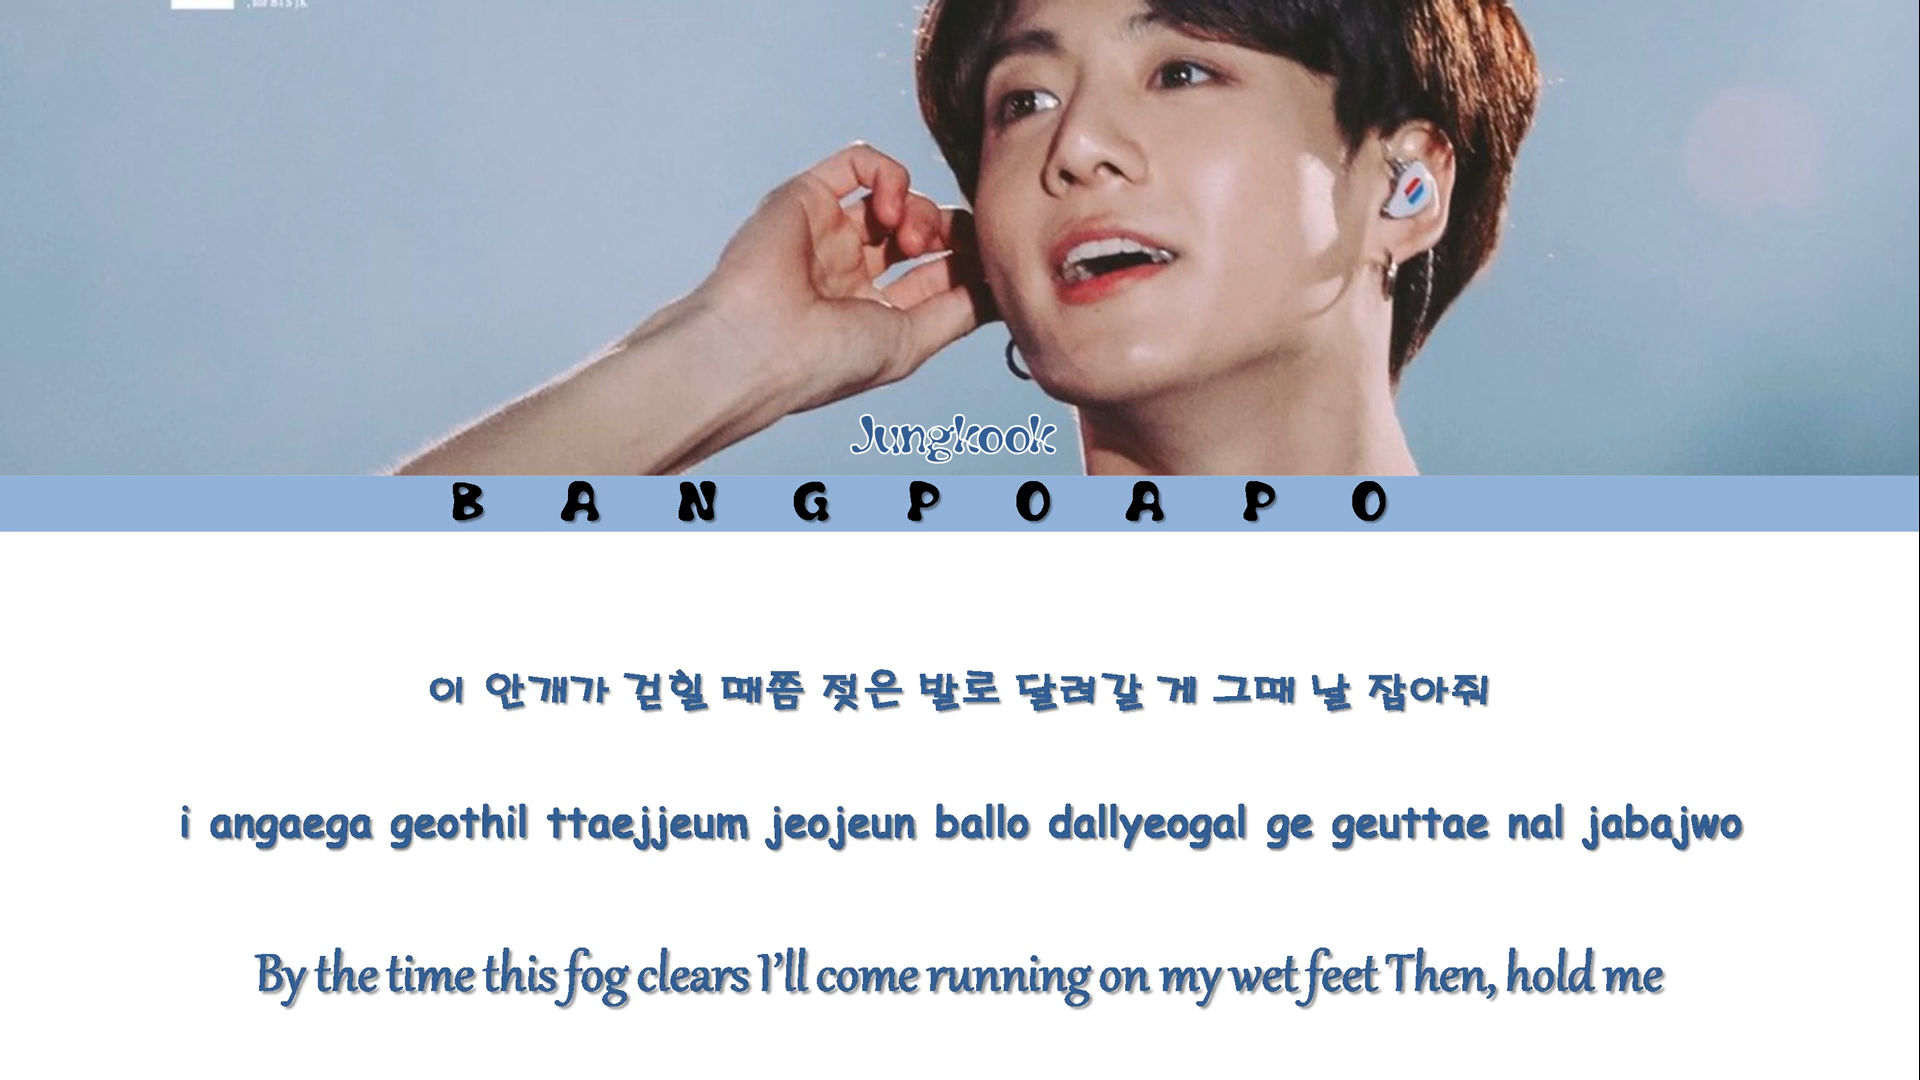 Jungkook
BANGPOAPO
이 안개가 걷힐 때쯤 젖은 발로 달려갈 게 그때 날 잡아줘
i angaega geothil ttaejjeum jeojeun ballo dallyeogal ge geuttae nal jabajwo
By the time this fog clears I’ll come running on my wet feet Then, hold me